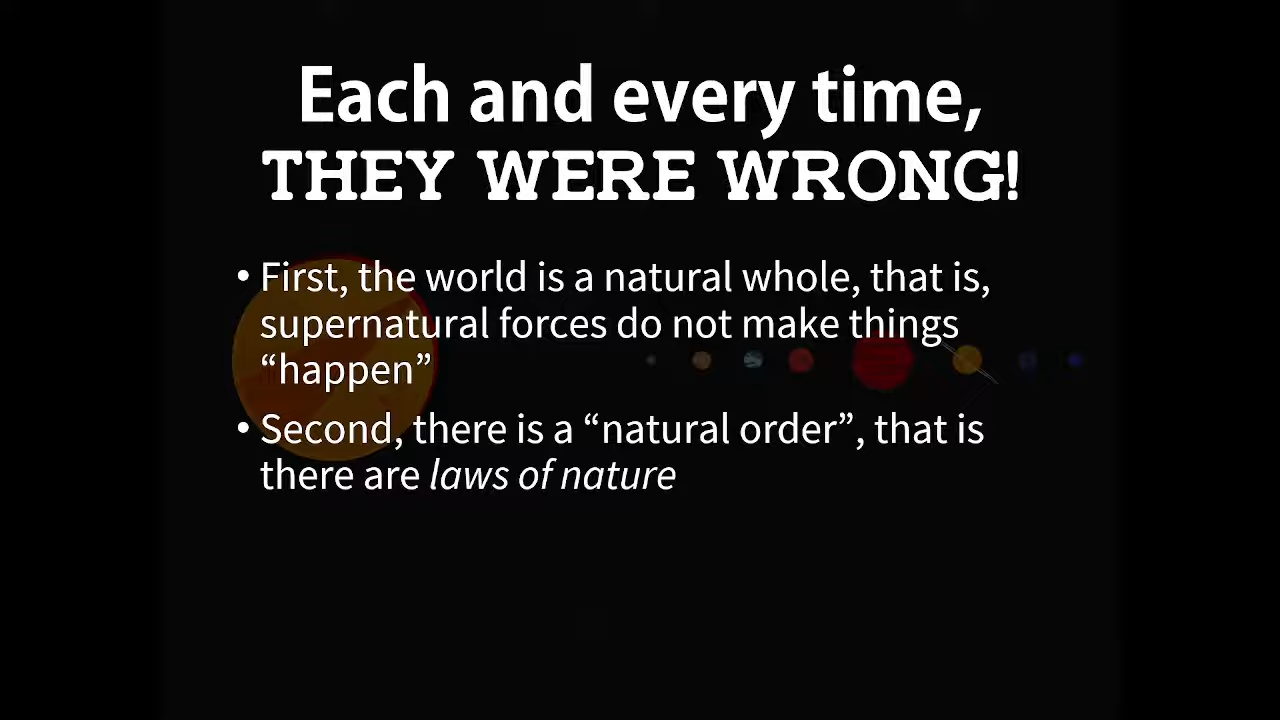 Each and every time,
THEY WERE WRONG!
• First, the world is a natural whole, that is,
supernatural forces do not make things
“happen”
• Second, there is a “natural order”, that is
there are laws of nature